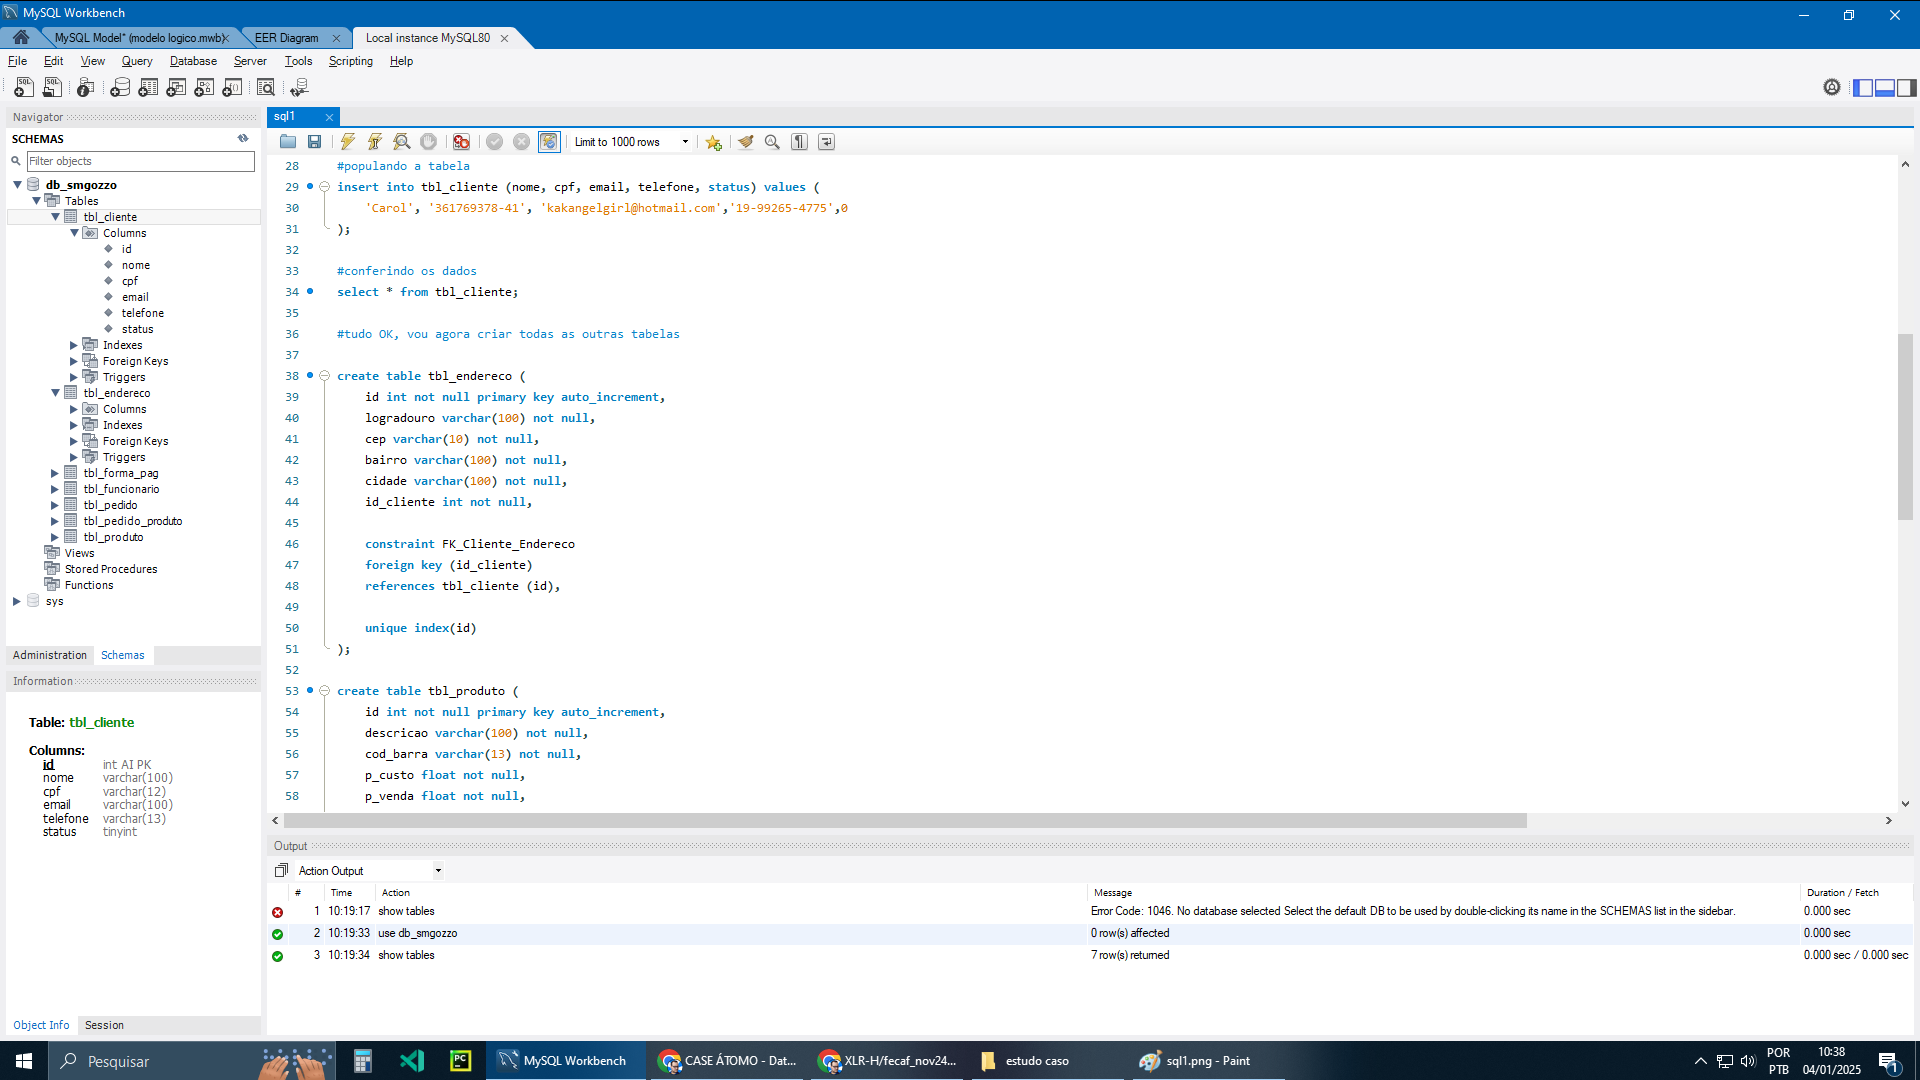 MySQL Workbench
MySQL Model* (modelo logico.mwb)
EER Diagram
Local instance MySQL80
File Edit View Query Database Server Tools Scripting Help
Navigator
SCHEMAS
Filter objects
db_smgozzo
Tables
tbl_cliente
Columns
id
nome
cpf
email
telefone
status
Indexes
Foreign Keys
Triggers
tbl_endereco
Columns
Indexes
Foreign Keys
Triggers
tbl_forma_pag
tbl_funcionario
tbl_pedido
tbl_pedido_produto
tbl_produto
Views
Stored Procedures
Functions
sys
Administration Schemas
Information
Table: tbl_cliente
Columns:
id int AI PK
nome varchar(100)
cpf varchar(12)
email varchar(100)
telefone varchar(13)
status tinyint
Object Info Session
sql1
Limit to 1000 rows
28 #populando a tabela
29 insert into tbl_cliente (nome, cpf, email, telefone, status) values (
30 'Carol', '361769378-41', 'kakangelgirl@hotmail.com','19-99265-4775',0
31 );
32
33 #conferindo os dados
34 select * from tbl_cliente;
35
36 #tudo OK, vou agora criar todas as outras tabelas
37
38 create table tbl_endereco (
39 id int not null primary key auto_increment,
40 logradouro varchar(100) not null,
41 cep varchar(10) not null,
42 bairro varchar(100) not null,
43 cidade varchar(100) not null,
44 id_cliente int not null,
45
46 constraint FK_Cliente_Endereco
47 foreign key (id_cliente)
48 references tbl_cliente (id),
49
50 unique index(id)
51 );
52
53 create table tbl_produto (
54 id int not null primary key auto_increment,
55 descricao varchar(100) not null,
56 cod_barra varchar(13) not null,
57 p_custo float not null,
58 p_venda float not null,
Output
Action Output
# Time Action Message Duration / Fetch
1 10:19:17 show tables Error Code: 1046. No database selected Select the default DB to be used by double-clicking its name in the SCHEMAS list in the sidebar. 0.000 sec
2 10:19:33 use db_smgozzo 0 row(s) affected 0.000 sec
3 10:19:34 show tables 7 row(s) returned 0.000 sec / 0.000 sec
Pesquisar
PC
MySQL Workbench
CASE ÁTOMO - Dat...
XLR-H/fecaf_nov24...
estudo caso
sql1.png - Paint
POR
PTB
10:38
04/01/2025
1